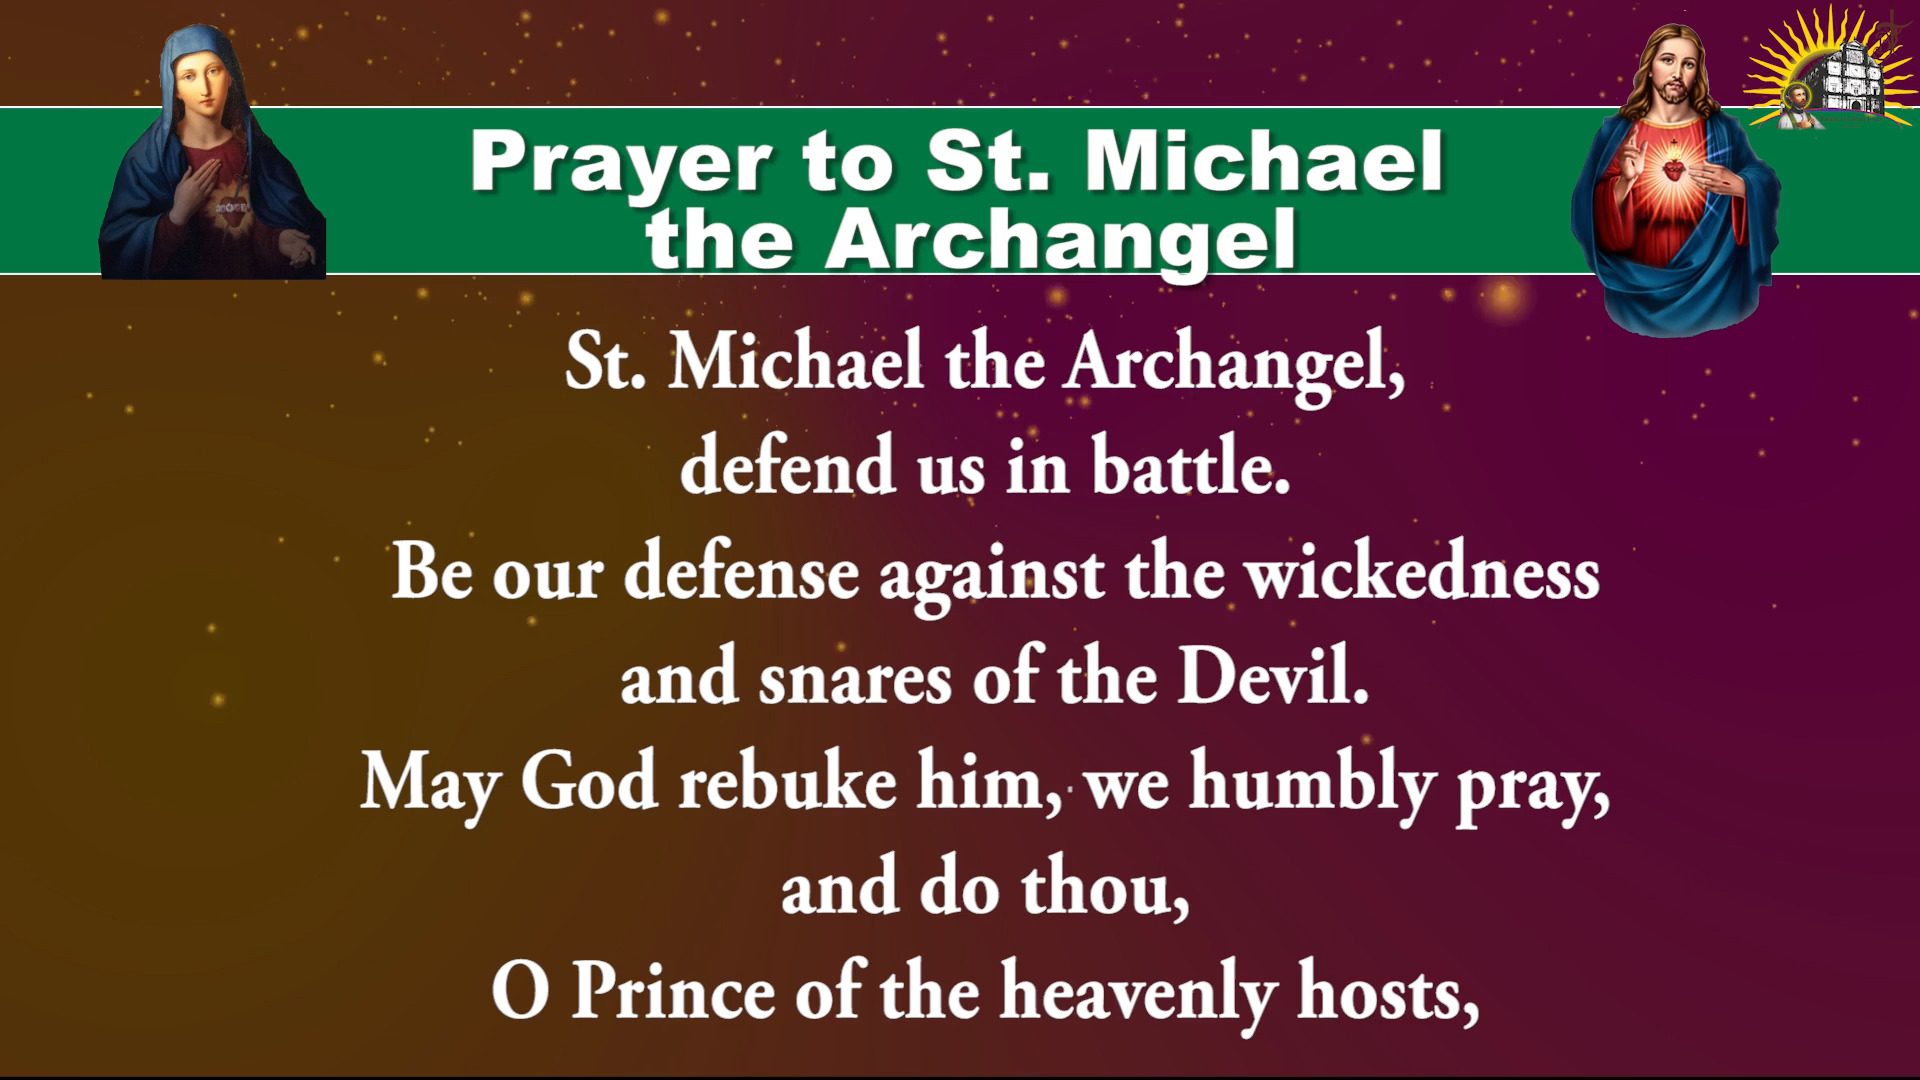 Prayer to St. Michael
the Archangel
St. Michael the Archangel,
defend us in battle.
Be our defense against the wickedness
and snares of the Devil.
May God rebuke him, we humbly pray,
and do thou,
O Prince of the heavenly hosts,